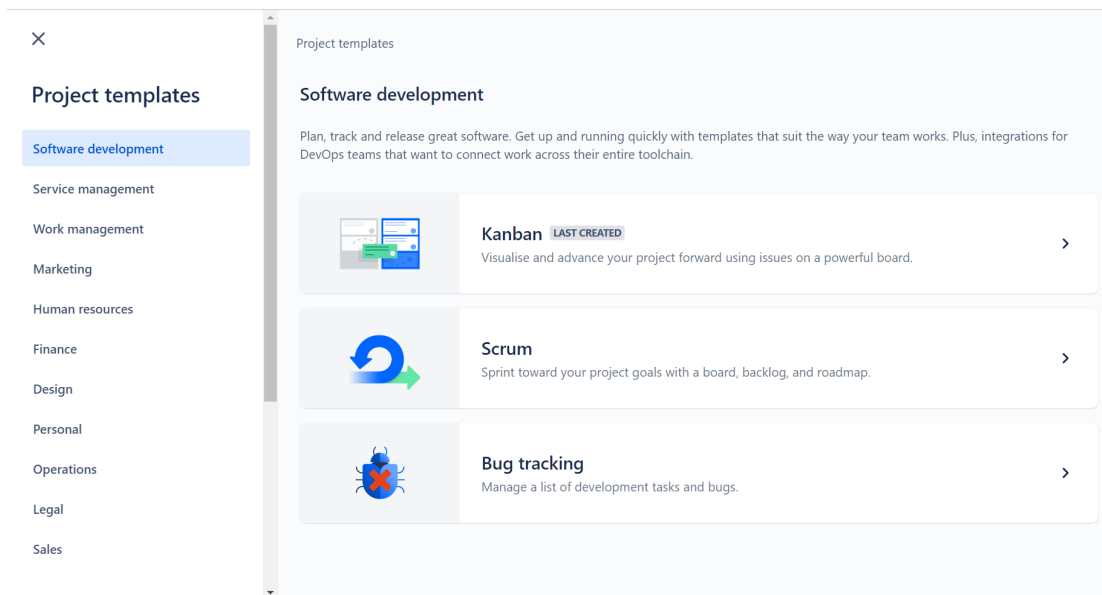 Project templates
Software development
Service management
Work management
Marketing
Human resources
Finance
Design
Personal
Operations
Legal
Sales
Project templates
Software development
Plan, track and release great software. Get up and running quickly with templates that suit the way your team works. Plus, integrations for
DevOps teams that want to connect work across their entire toolchain.
Kanban LAST CREATED
Visualise and advance your project forward using issues on a powerful board.
Scrum
Sprint toward your project goals with a board, backlog, and roadmap.
Bug tracking
Manage a list of development tasks and bugs.